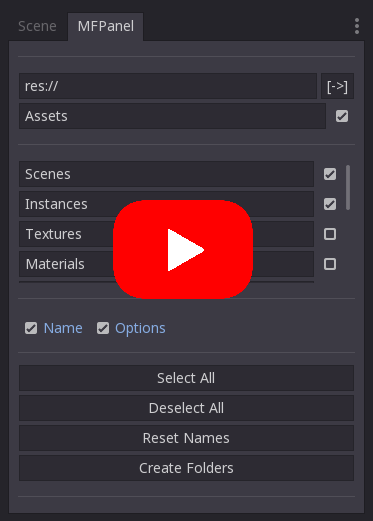 Scene MFPanel
res:// [->]
Assets
Scenes
Instances
Textures
Materials
Name Options
Select All
Deselect All
Reset Names
Create Folders